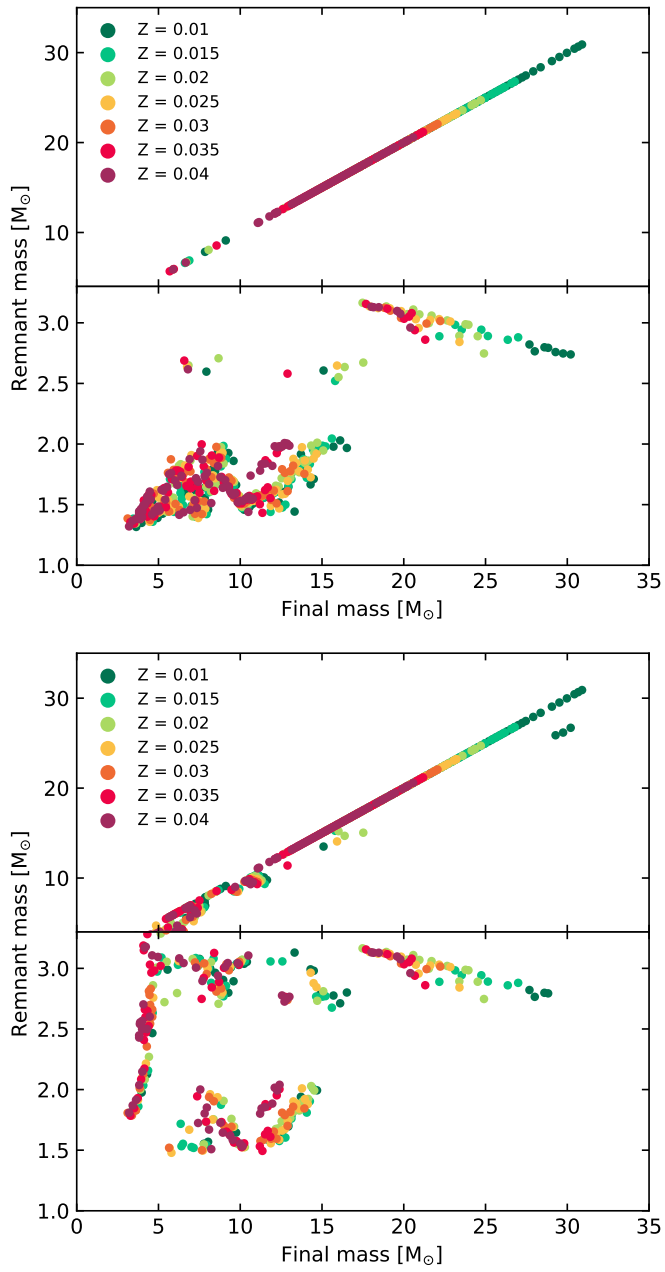 30
20
10
Z = 0.01
Z = 0.015
Z = 0.02
Z = 0.025
Z = 0.03
Z = 0.035
Z = 0.04
Remnant mass [M⊙]
3.0
2.5
2.0
1.5
1.0
0 5 10 15 20 25 30 35
Final mass [M⊙]
30
20
10
Z = 0.01
Z = 0.015
Z = 0.02
Z = 0.025
Z = 0.03
Z = 0.035
Z = 0.04
Remnant mass [M⊙]
3.0
2.5
2.0
1.5
1.0
0 5 10 15 20 25 30 35
Final mass [M⊙]